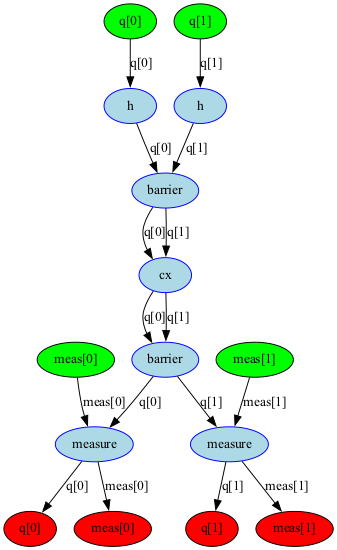 q[0] q[1]
q[0] q[1]
h h
q[0] q[1]
barrier
q[0] q[1]
cx
q[0] q[1]
meas[0] barrier meas[1]
meas[0] q[0] q[1] meas[1]
measure measure
q[0] meas[0] q[1] meas[1]
q[0] meas[0] q[1] meas[1]